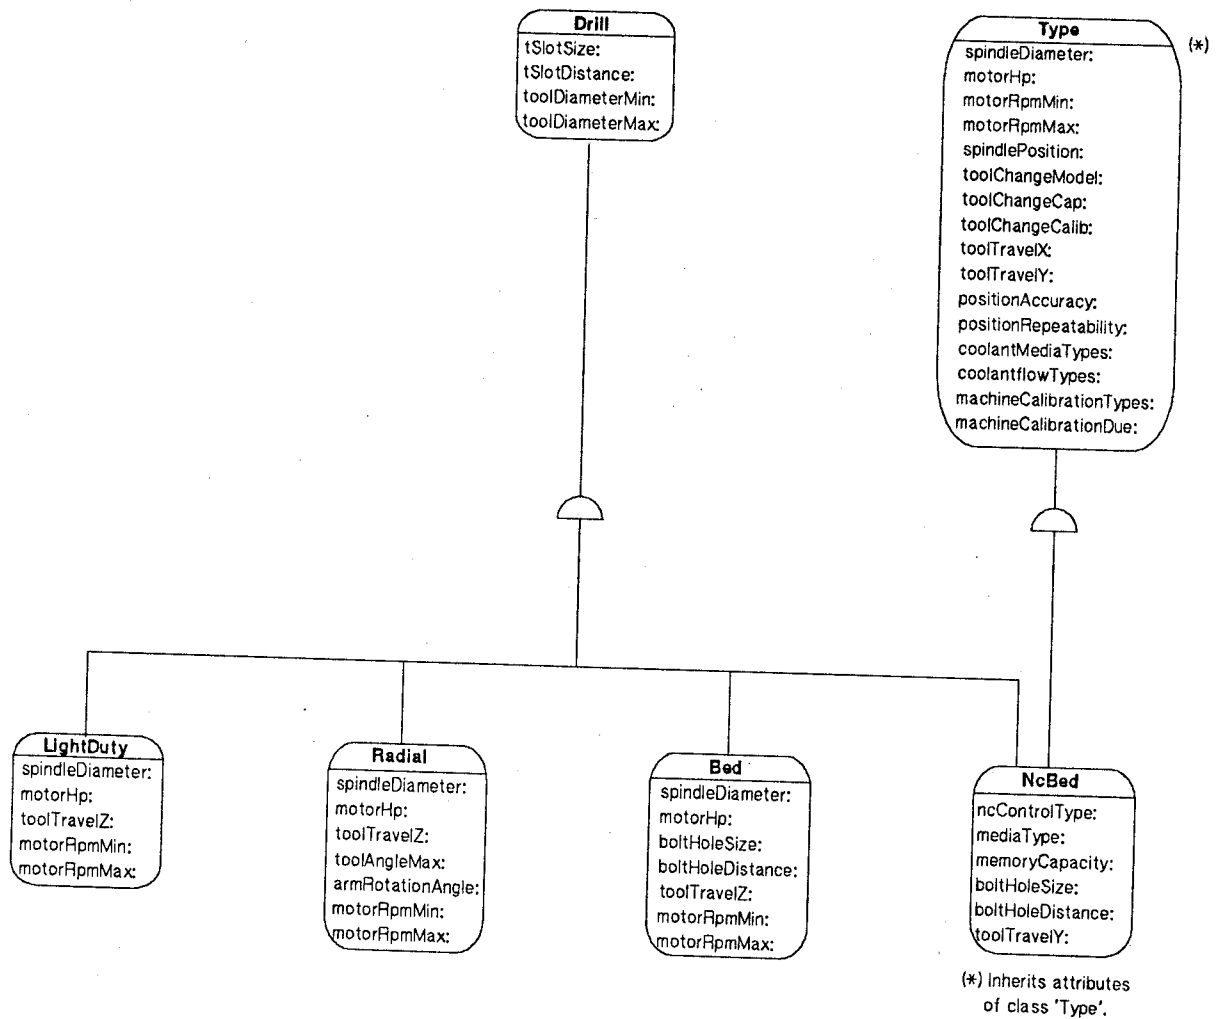 Drill
tSlotSize:
tSlotDistance:
toolDiameterMin:
toolDiameterMax:
Type
(*)
spindleDiameter:
motorHp:
motorRpmMin:
motorRpmMax:
spindlePosition:
toolChangeModel:
toolChangeCap:
toolChangeCalib:
toolTravelX:
toolTravelY:
positionAccuracy:
positionRepeatability:
coolantMediaTypes:
coolantflowTypes:
machineCalibrationTypes:
machineCalibrationDue:
LightDuty
spindleDiameter:
motorHp:
toolTravelZ:
motorRpmMin:
motorRpmMax:
Radial
spindleDiameter:
motorHp:
toolTravelZ:
toolAngleMax:
armRotationAngle:
motorRpmMin:
motorRpmMax:
Bed
spindleDiameter:
motorHp:
boltHoleSize:
boltHoleDistance:
toolTravelZ:
motorRpmMin:
motorRpmMax:
NcBed
ncControlType:
mediaType:
memoryCapacity:
boltHoleSize:
boltHoleDistance:
toolTravelY:
(*) Inherits attributes
of class 'Type'.